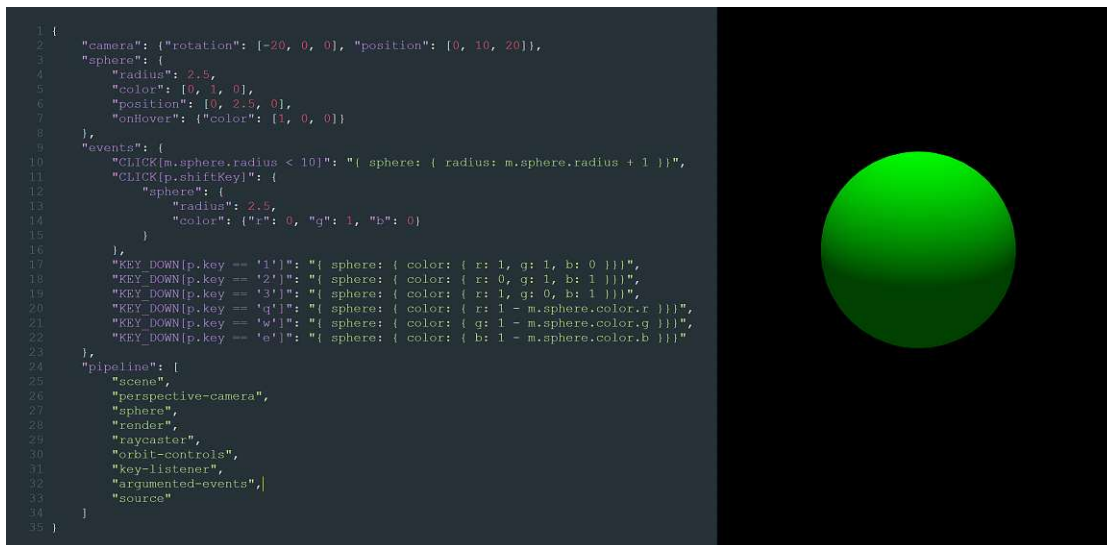 1 {
2 "camera": {"rotation": [-20, 0, 0], "position": [0, 10, 20]},
3 "sphere": {
4 "radius": 2.5,
5 "color": [0, 1, 0],
6 "position": [0, 2.5, 0],
7 "onHover": {"color": [1, 0, 0]}
8 },
9 "events": {
10 "CLICK[m.sphere.radius < 10]": "{ sphere: { radius: m.sphere.radius + 1 }}",
11 "CLICK[p.shiftKey]": {
12 "sphere": {
13 "radius": 2.5,
14 "color": {"r": 0, "g": 1, "b": 0}
15 }
16 },
17 "KEY_DOWN[p.key == '1']": "{ sphere: { color: { r: 1, g: 1, b: 0 }}}",
18 "KEY_DOWN[p.key == '2']": "{ sphere: { color: { r: 0, g: 1, b: 1 }}}",
19 "KEY_DOWN[p.key == '3']": "{ sphere: { color: { r: 1, g: 0, b: 1 }}}",
20 "KEY_DOWN[p.key == 'q']": "{ sphere: { color: { r: 1 - m.sphere.color.r }}}",
21 "KEY_DOWN[p.key == 'w']": "{ sphere: { color: { g: 1 - m.sphere.color.g }}}",
22 "KEY_DOWN[p.key == 'e']": "{ sphere: { color: { b: 1 - m.sphere.color.b }}}"
23 },
24 "pipeline": [
25 "scene",
26 "perspective-camera",
27 "sphere",
28 "render",
29 "raycaster",
30 "orbit-controls",
31 "key-listener",
32 "argumented-events",
33 "source"
34 ]
35 }